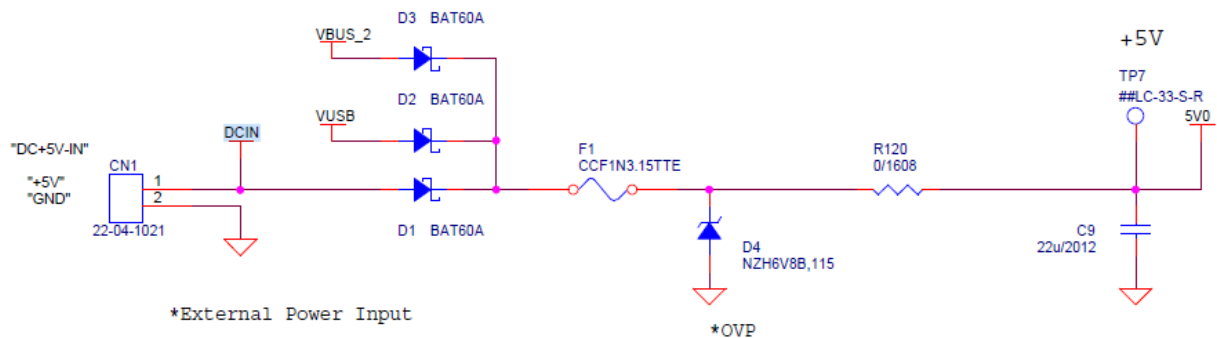 D3 BAT60A
VBUS_2
+5V
D2 BAT60A
TP7
##LC-33-S-R
VUSB
5V0
DCIN
"DC+5V-IN"
CN1
F1
CCF1N3.15TTE
R120
0/1608
"+5V"
1
"GND"
2
22-04-1021
D1 BAT60A
D4
NZH6V8B,115
C9
22u/2012
*External Power Input
*OVP